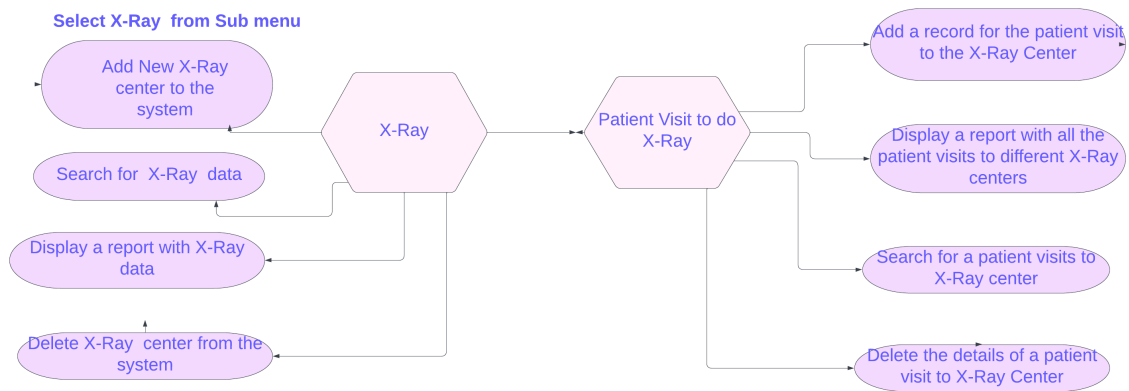 Select X-Ray from Sub menu
Add New X-Ray
center to the
system
Search for X-Ray data
Display a report with X-Ray
data
Delete X-Ray center from the
system
X-Ray
Patient Visit to do
X-Ray
Add a record for the patient visit
to the X-Ray Center
Display a report with all the
patient visits to different X-Ray
centers
Search for a patient visits to
X-Ray center
Delete the details of a patient
visit to X-Ray Center